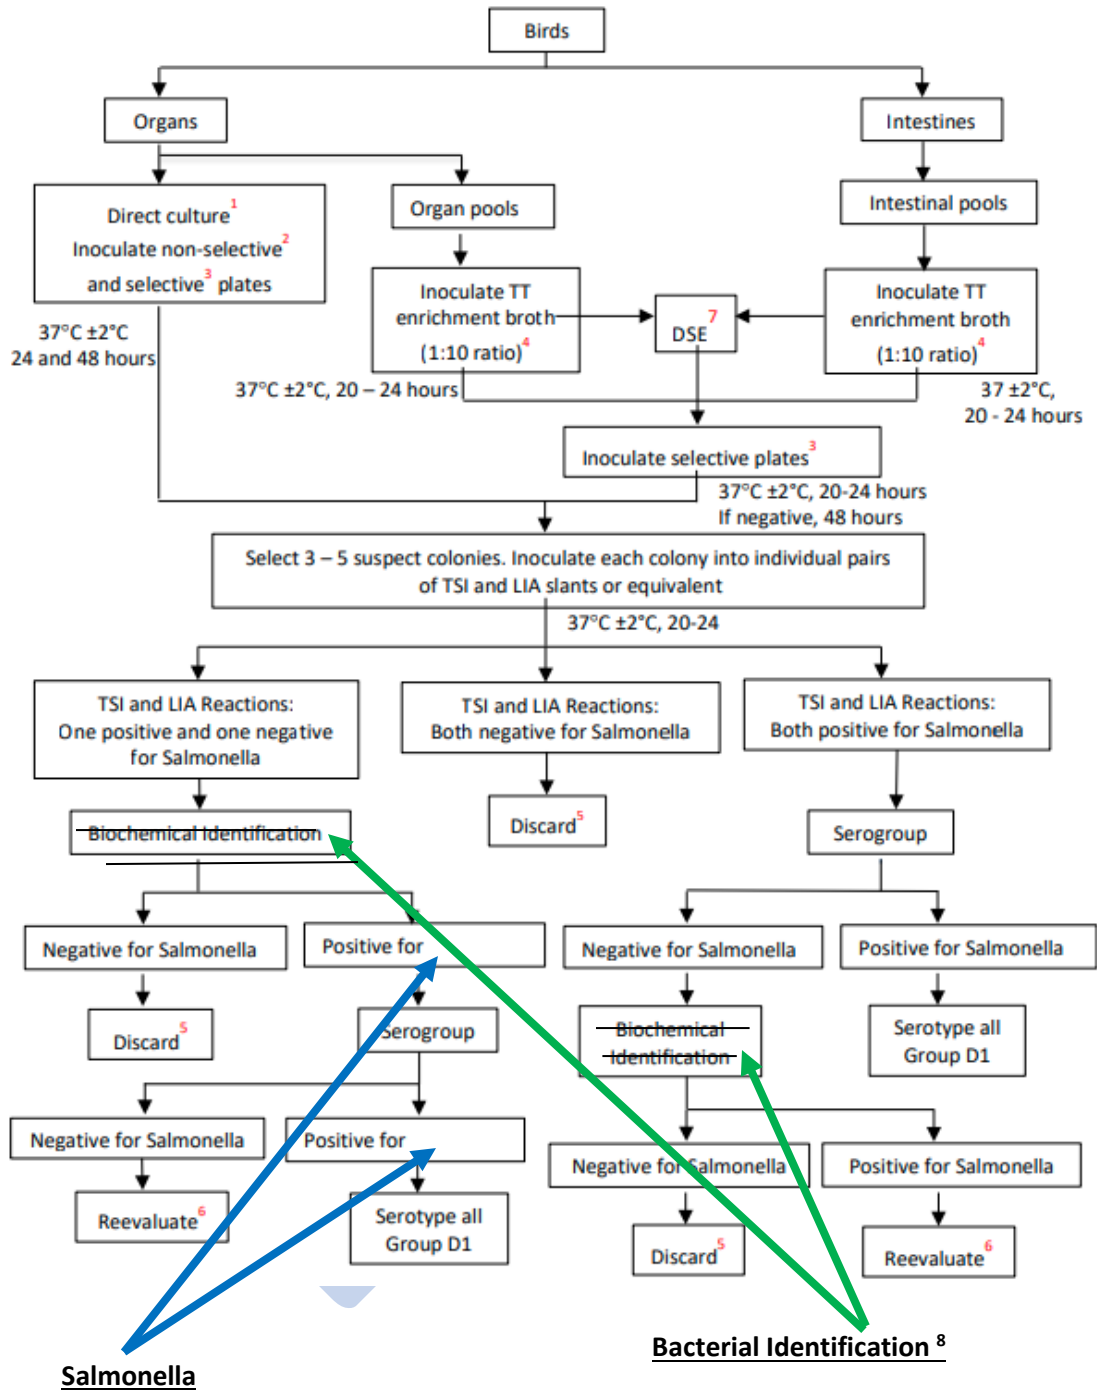 Birds
Organs
Intestines
Direct culture1
Inoculate non-selective2
and selective3 plates
Organ pools
Intestinal pools
Inoculate TT
enrichment broth
(1:10 ratio)4
DSE7
Inoculate TT
enrichment broth
(1:10 ratio)4
37°C ±2°C
24 and 48 hours
37°C ±2°C, 20 – 24 hours
37 ±2°C,
20 - 24 hours
Inoculate selective plates3
37°C ±2°C, 20-24 hours
If negative, 48 hours
Select 3 – 5 suspect colonies. Inoculate each colony into individual pairs
of TSI and LIA slants or equivalent
37°C ±2°C, 20-24
TSI and LIA Reactions:
One positive and one negative
for Salmonella
TSI and LIA Reactions:
Both negative for Salmonella
TSI and LIA Reactions:
Both positive for Salmonella
Biochemical Identification
Discard5
Serogroup
Negative for Salmonella
Positive for
Negative for Salmonella
Positive for Salmonella
Discard5
Serogroup
Biochemical
Identification
Serotype all
Group D1
Negative for Salmonella
Positive for
Negative for Salmonella
Positive for Salmonella
Reevaluate6
Serotype all
Group D1
Discard5
Reevaluate6
Salmonella
Bacterial Identification 8